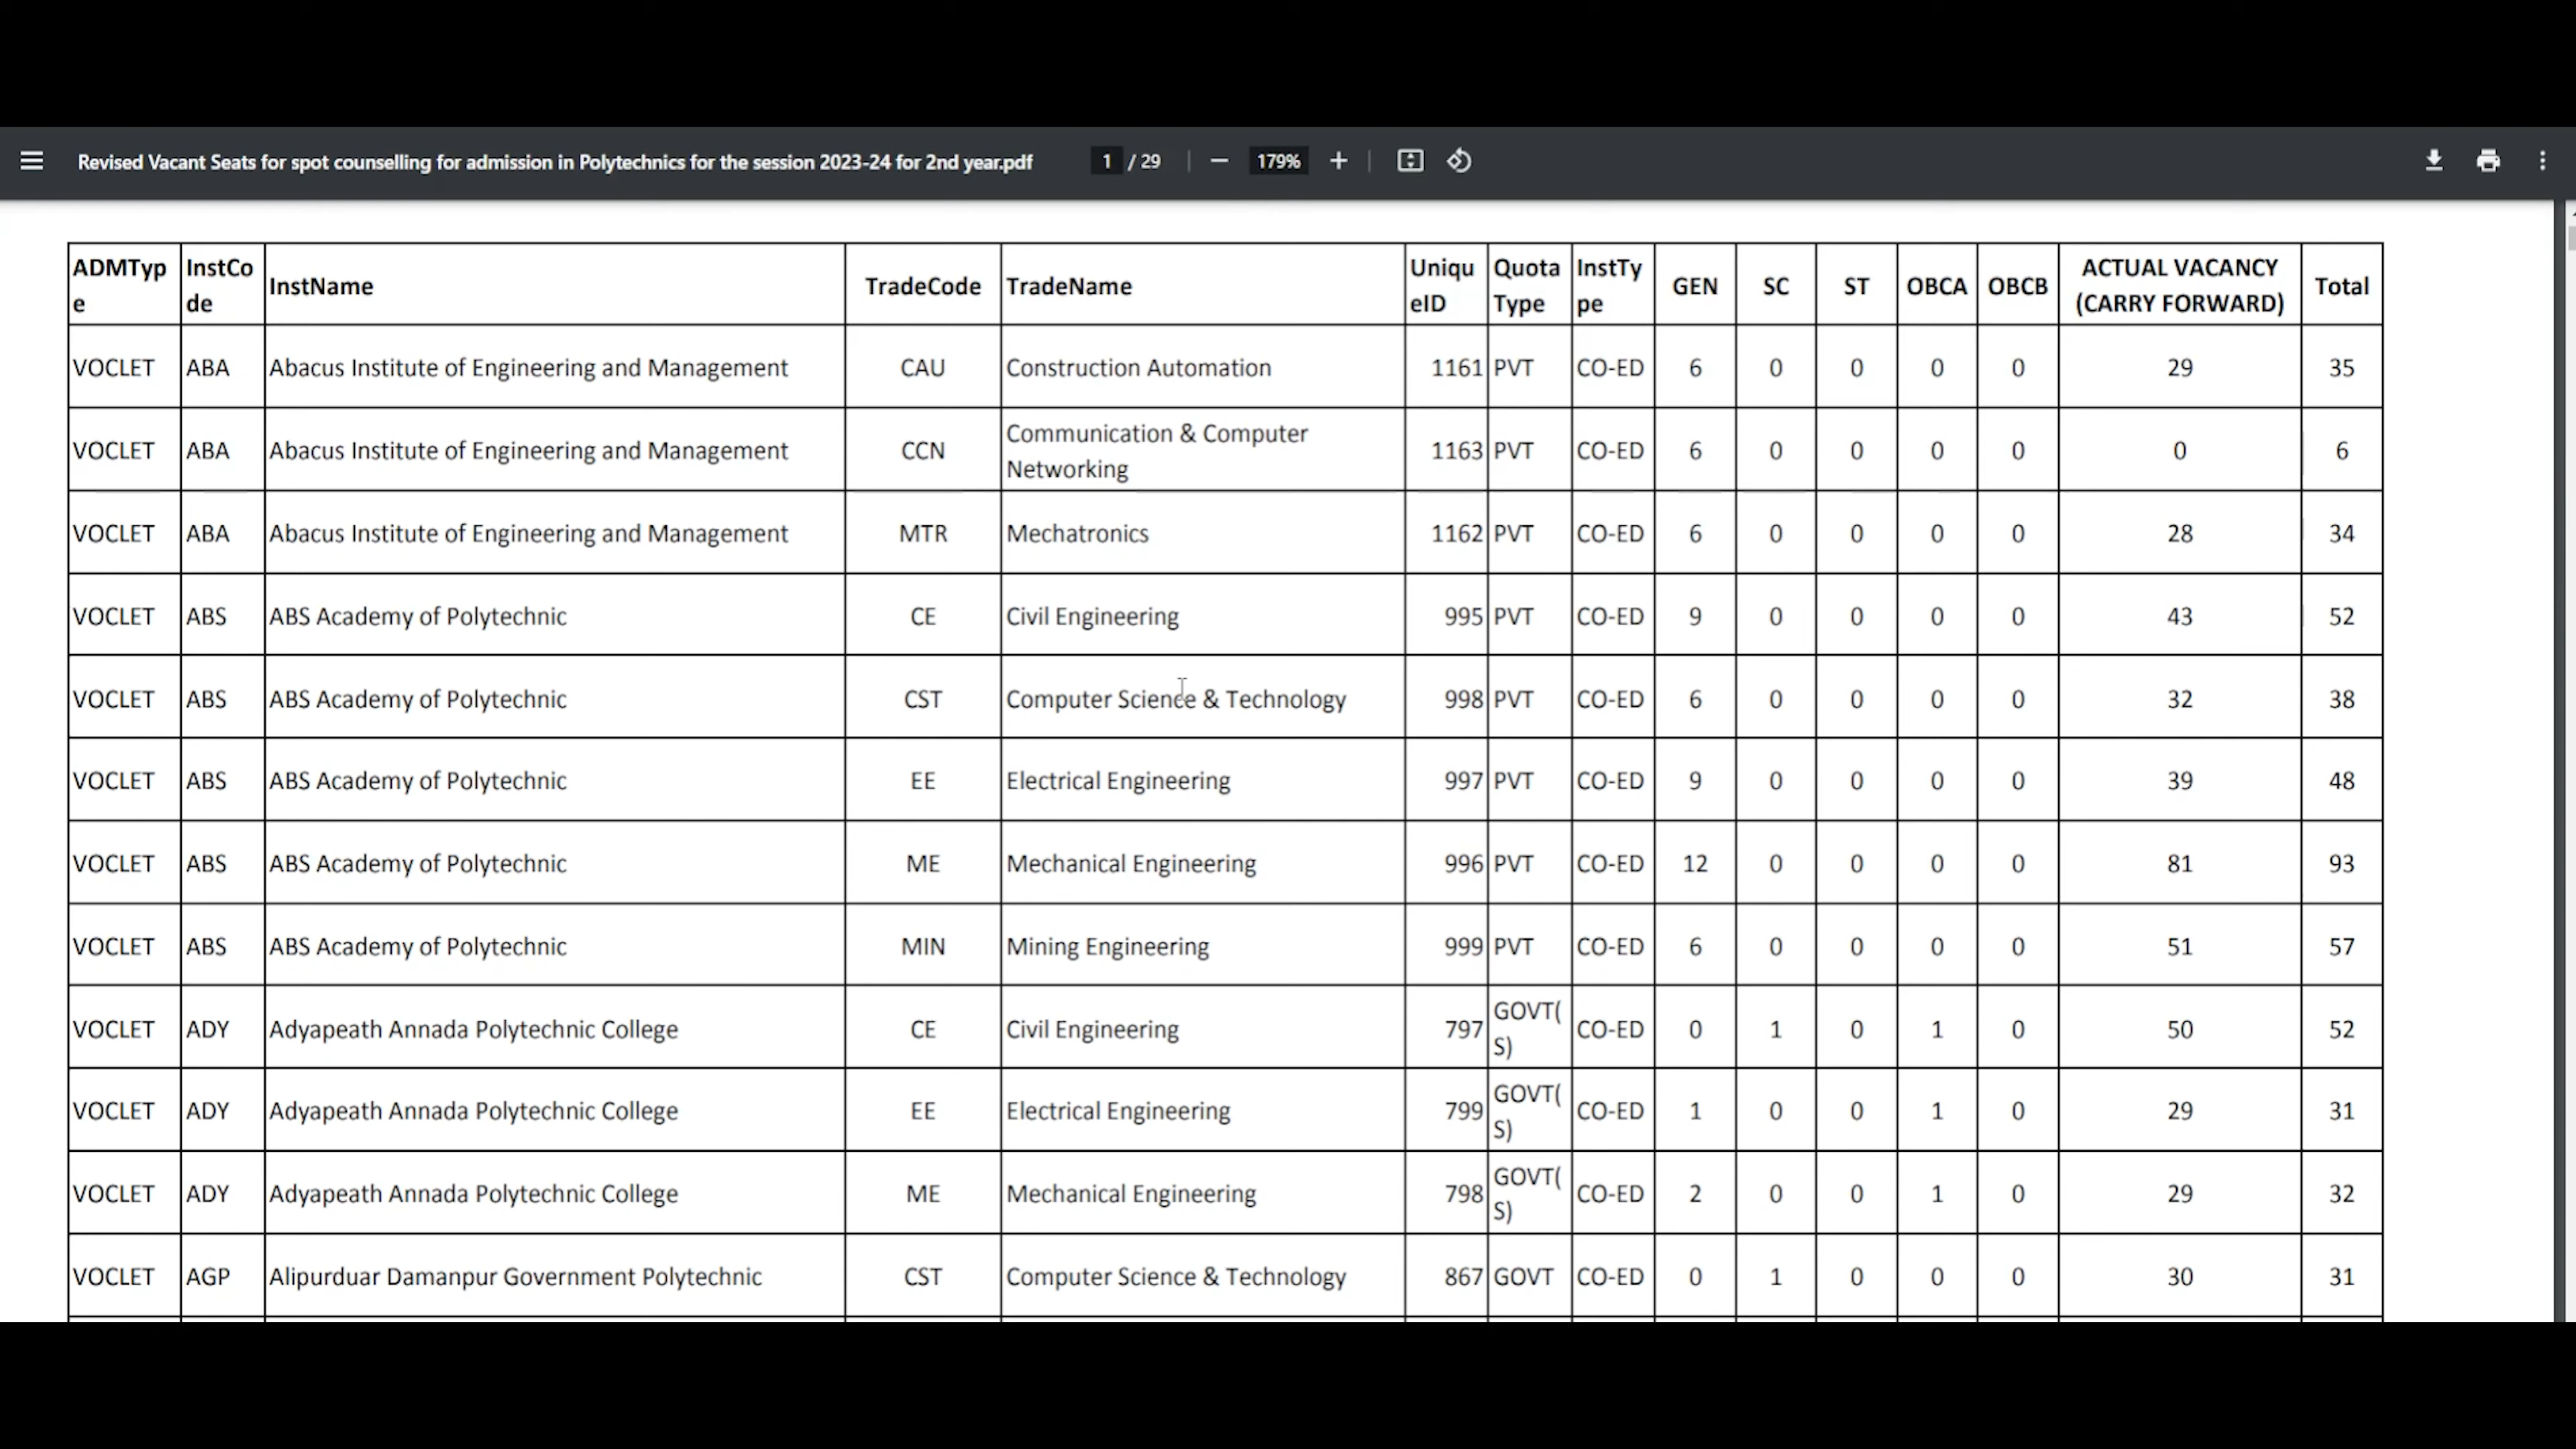 Revised Vacant Seats for spot counselling for admission in Polytechnics for the session 2023-24 for 2nd year.pdf 1 / 29 179%
ADMType InstCode InstName TradeCode TradeName UniqueID QuotaType InstType GEN SC ST OBCA OBCB ACTUAL VACANCY (CARRY FORWARD) Total
VOCLET ABA Abacus Institute of Engineering and Management CAU Construction Automation 1161 PVT CO-ED 6 0 0 0 0 29 35
VOCLET ABA Abacus Institute of Engineering and Management CCN Communication & Computer Networking 1163 PVT CO-ED 6 0 0 0 0 0 6
VOCLET ABA Abacus Institute of Engineering and Management MTR Mechatronics 1162 PVT CO-ED 6 0 0 0 0 28 34
VOCLET ABS ABS Academy of Polytechnic CE Civil Engineering 995 PVT CO-ED 9 0 0 0 0 43 52
VOCLET ABS ABS Academy of Polytechnic CST Computer Science & Technology 998 PVT CO-ED 6 0 0 0 0 32 38
VOCLET ABS ABS Academy of Polytechnic EE Electrical Engineering 997 PVT CO-ED 9 0 0 0 0 39 48
VOCLET ABS ABS Academy of Polytechnic ME Mechanical Engineering 996 PVT CO-ED 12 0 0 0 0 81 93
VOCLET ABS ABS Academy of Polytechnic MIN Mining Engineering 999 PVT CO-ED 6 0 0 0 0 51 57
VOCLET ADY Adyapeath Annada Polytechnic College CE Civil Engineering 797 GOVT(S) CO-ED 0 1 0 1 0 50 52
VOCLET ADY Adyapeath Annada Polytechnic College EE Electrical Engineering 799 GOVT(S) CO-ED 1 0 0 1 0 29 31
VOCLET ADY Adyapeath Annada Polytechnic College ME Mechanical Engineering 798 GOVT(S) CO-ED 2 0 0 1 0 29 32
VOCLET AGP Alipurduar Damanpur Government Polytechnic CST Computer Science & Technology 867 GOVT CO-ED 0 1 0 0 0 30 31